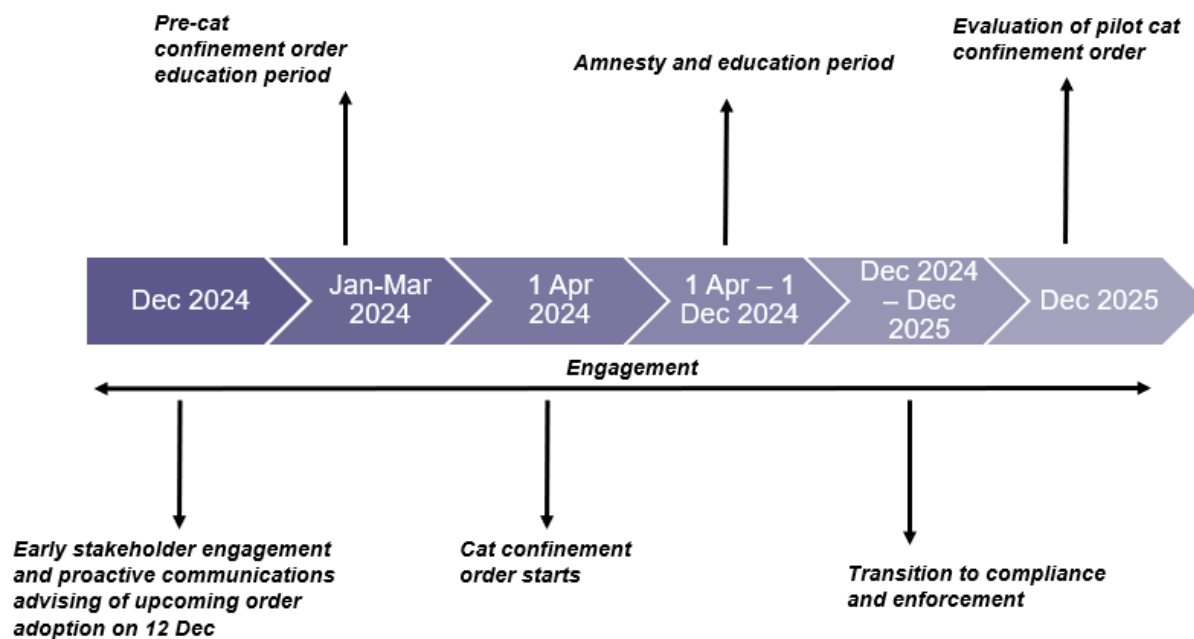 Pre-cat
confinement order
education period
Amnesty and education period
Evaluation of pilot cat
confinement order
Dec 2024
Jan-Mar
2024
1 Apr
2024
1 Apr – 1
Dec 2024
Dec 2024
– Dec
2025
Dec 2025
Engagement
Early stakeholder engagement
and proactive communications
advising of upcoming order
adoption on 12 Dec
Cat confinement
order starts
Transition to compliance
and enforcement